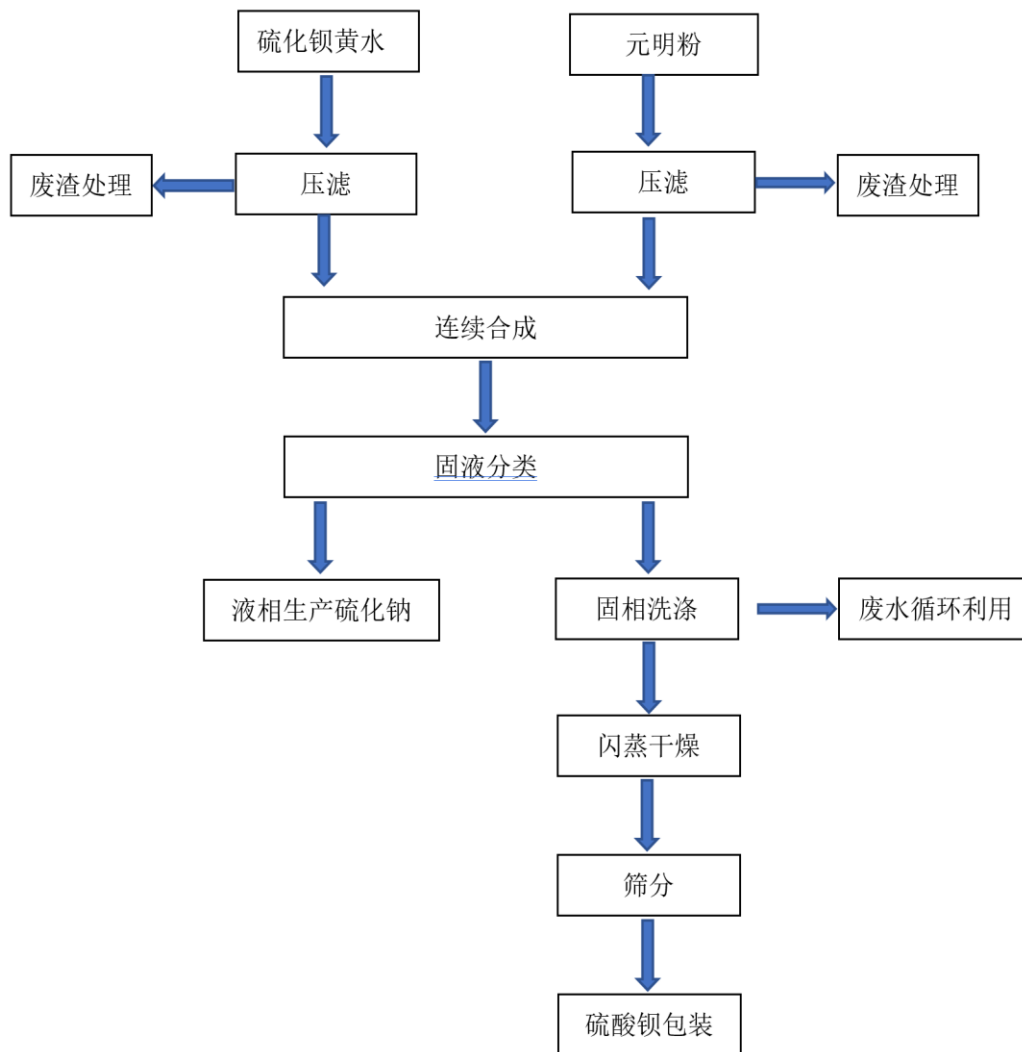 硫化钡黄水
元明粉
废渣处理
压滤
压滤
废渣处理
连续合成
固液分类
液相生产硫化钠
固相洗涤
废水循环利用
闪蒸干燥
筛分
硫酸钡包装